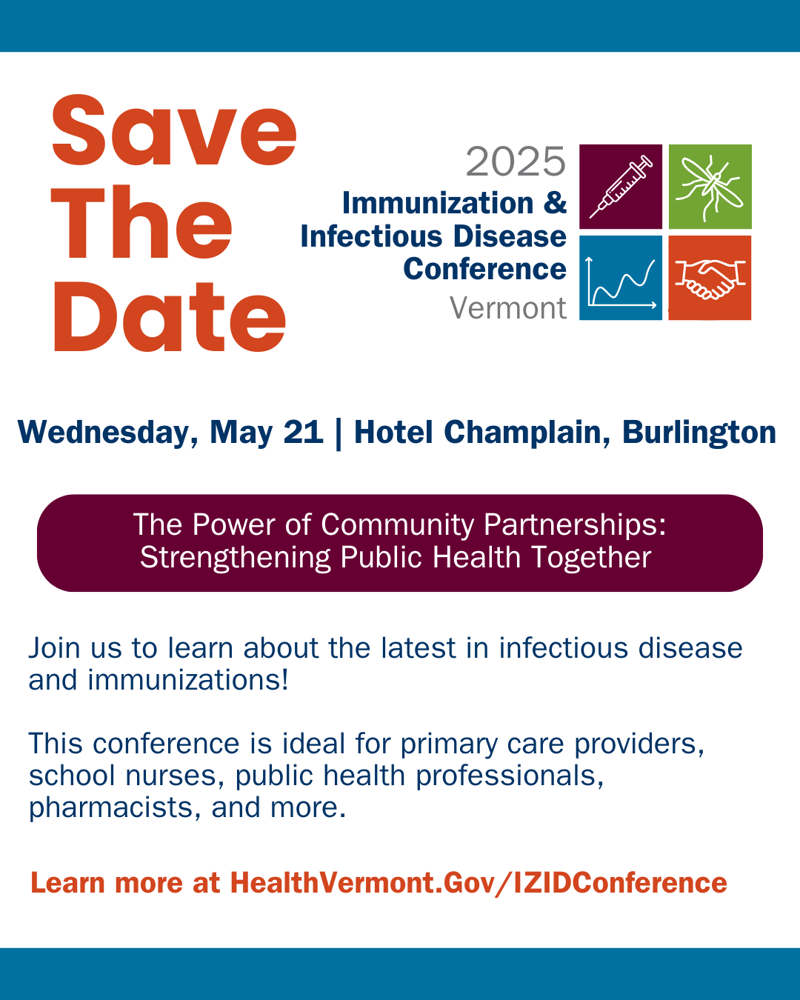 Save
The
Date
2025
Immunization &
Infectious Disease
Conference
Vermont
Wednesday, May 21 | Hotel Champlain, Burlington
The Power of Community Partnerships:
Strengthening Public Health Together
Join us to learn about the latest in infectious disease
and immunizations!
This conference is ideal for primary care providers,
school nurses, public health professionals,
pharmacists, and more.
Learn more at HealthVermont.Gov/IZIDConference